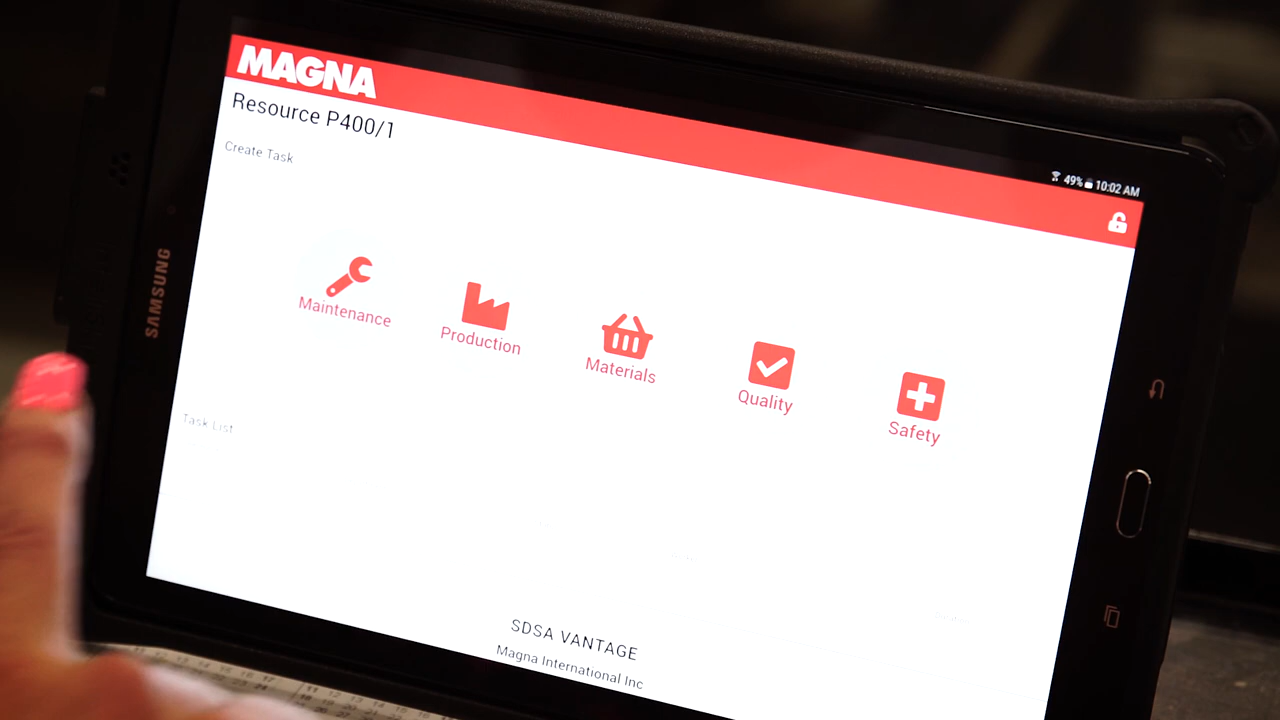 MAGNA
49% 10:02 AM
Resource P400/1
Create Task
Maintenance
Production
Materials
Quality
Safety
Task List
SDSA VANTAGE
Magna International Inc
SAMSUNG